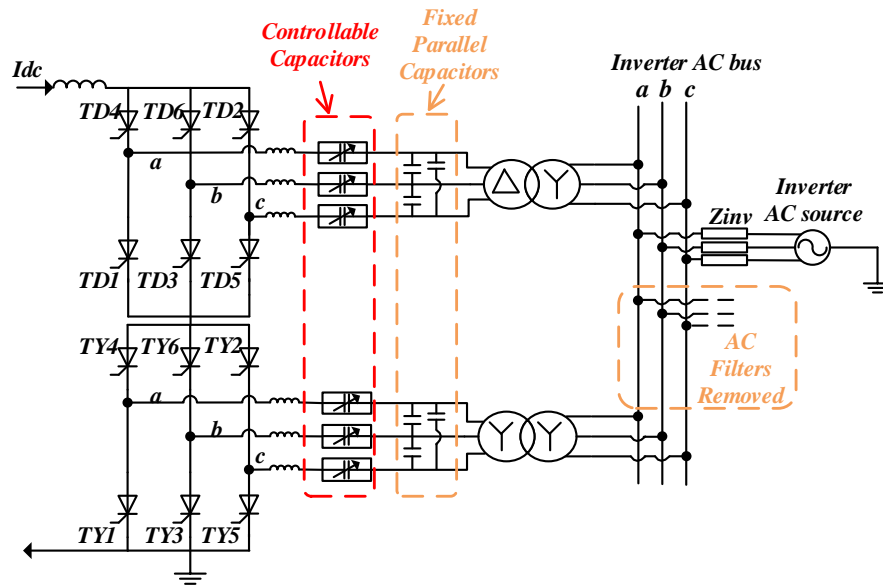 Controllable
Capacitors
Fixed
Parallel
Capacitors
Inverter AC bus
a b c
Idc
TD4 TD6 TD2
a
b
c
TD1 TD3 TD5
Inverter
AC source
Zinv
AC
Filters
Removed
TY4 TY6 TY2
a
b
c
TY1 TY3 TY5